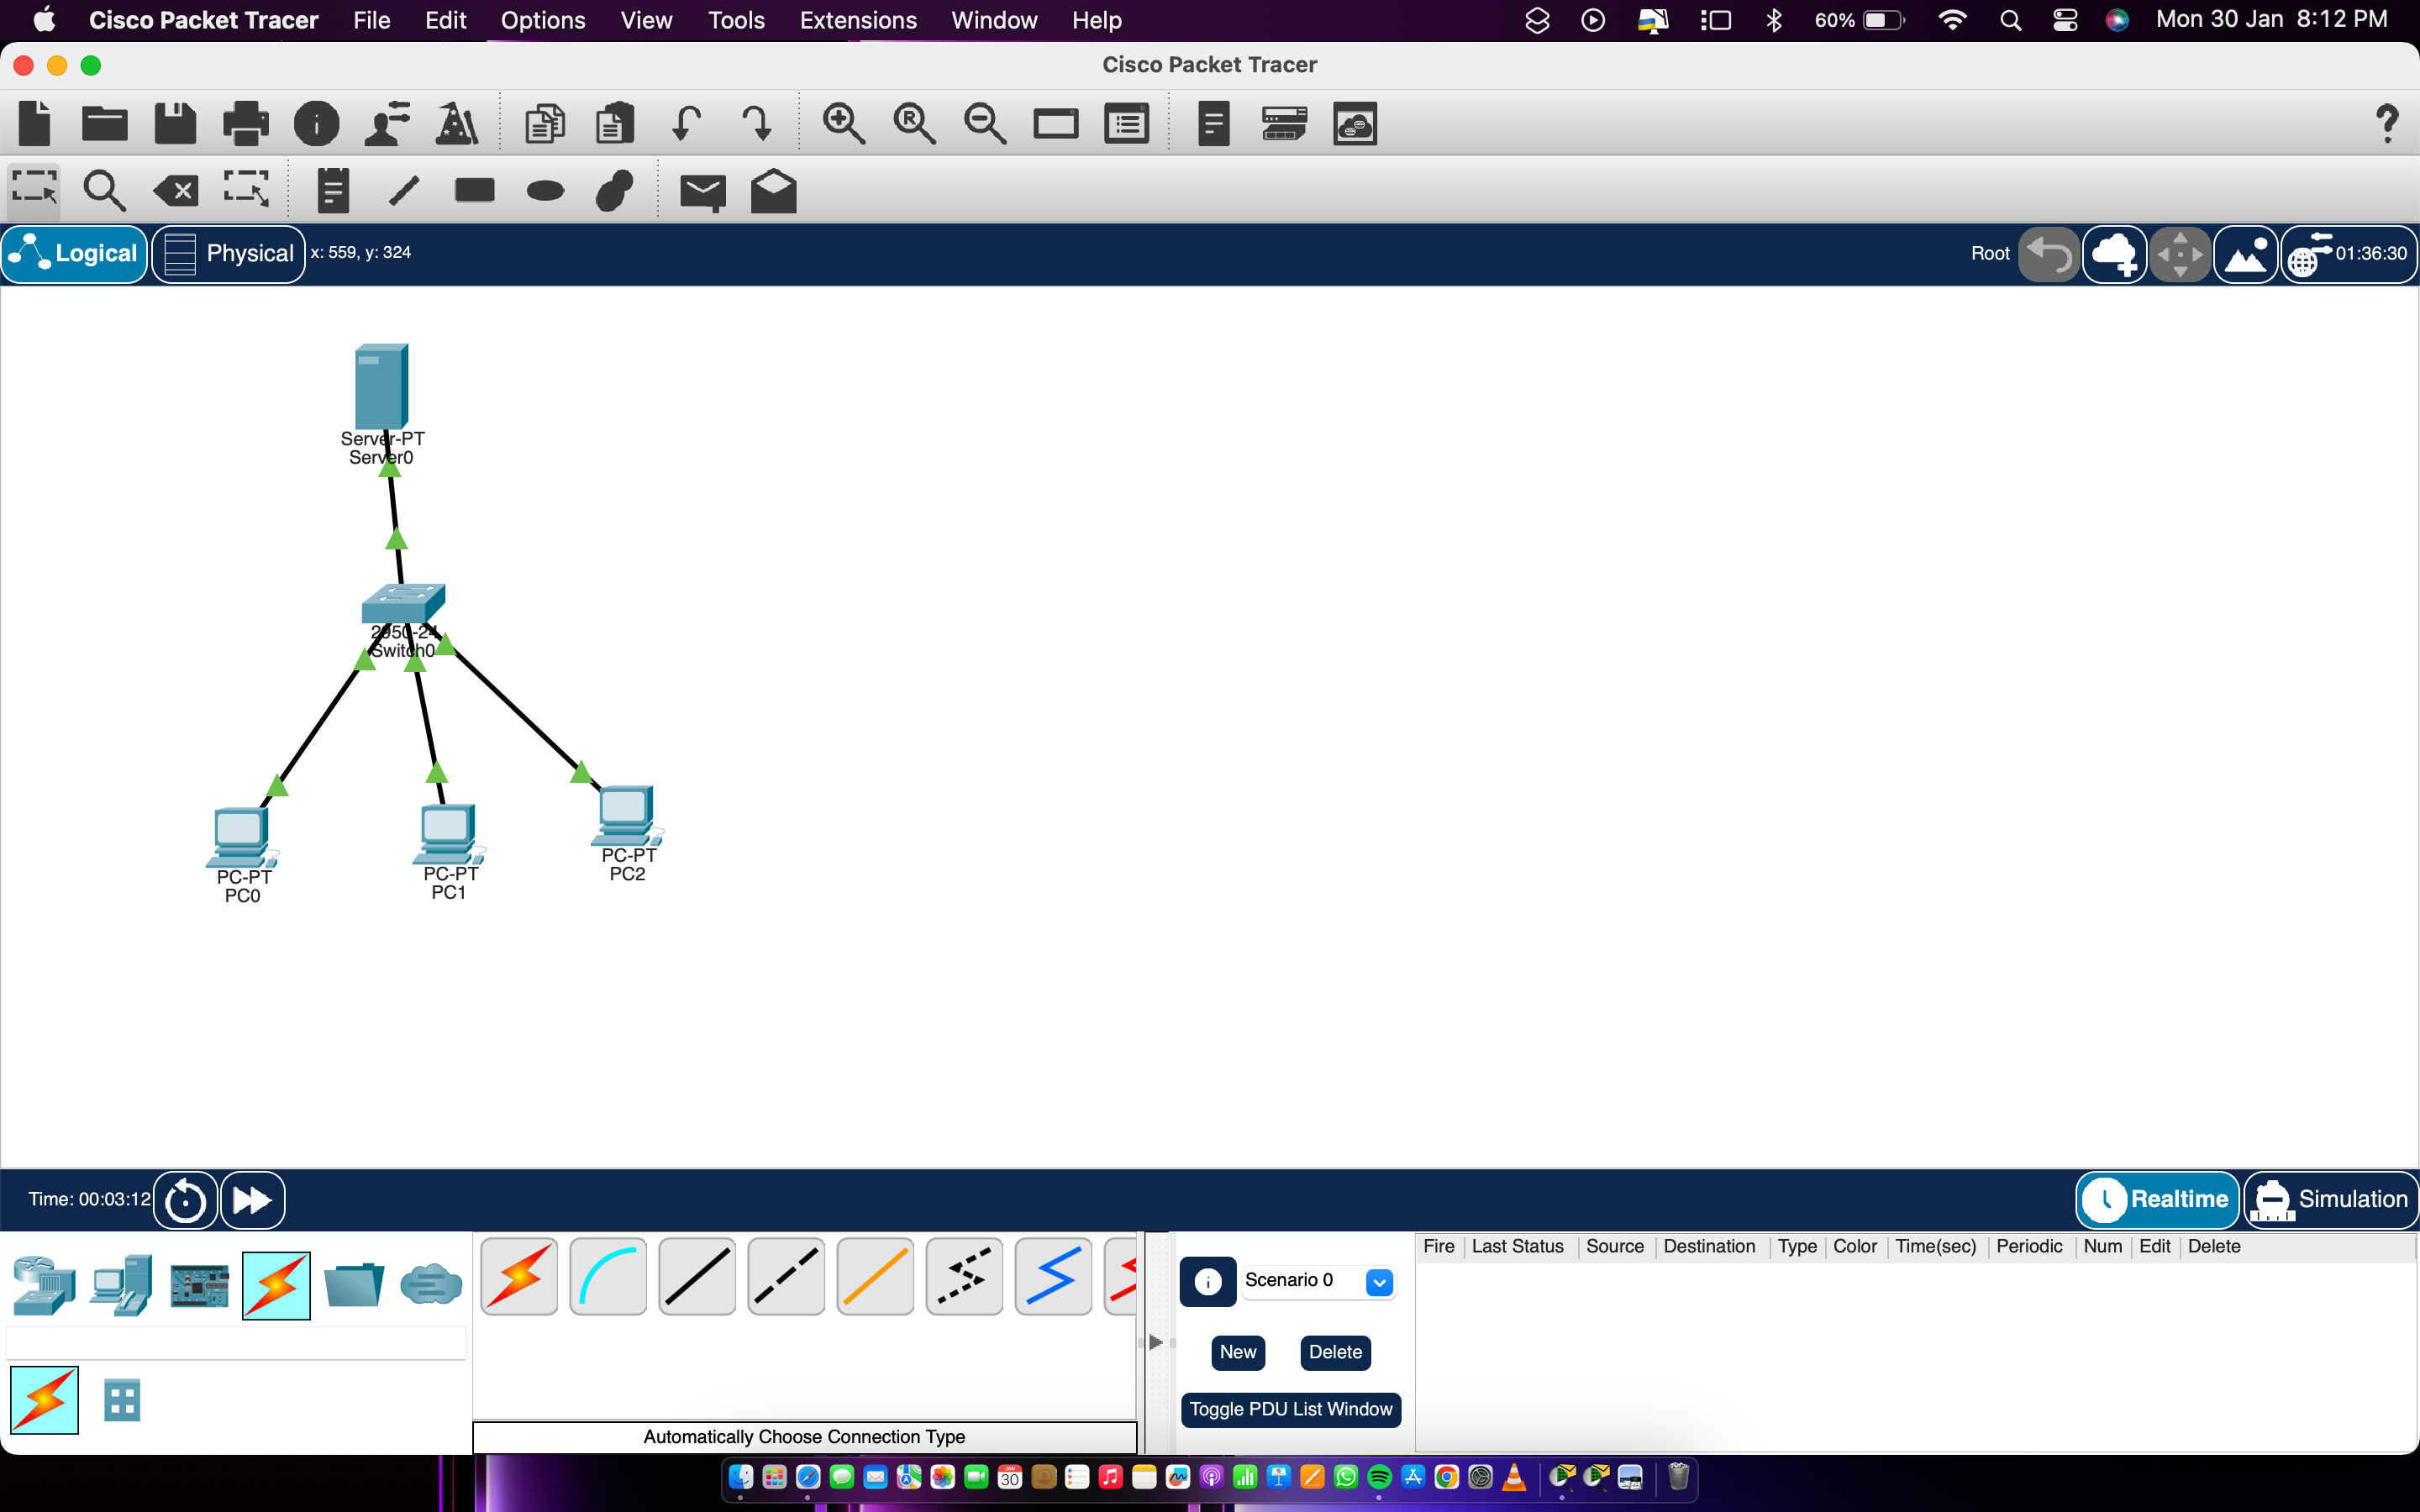 Cisco Packet Tracer File Edit Options View Tools Extensions Window Help 60% Mon 30 Jan 8:12 PM
Cisco Packet Tracer
Logical Physical x: 559, y: 324 Root 01:36:30
Server-PT
Server0
2950-24
Switch0
PC-PT
PC0
PC-PT
PC1
PC-PT
PC2
Time: 00:03:12 Realtime Simulation
Fire Last Status Source Destination Type Color Time(sec) Periodic Num Edit Delete
Scenario 0
New Delete
Toggle PDU List Window
Automatically Choose Connection Type
JAN
30